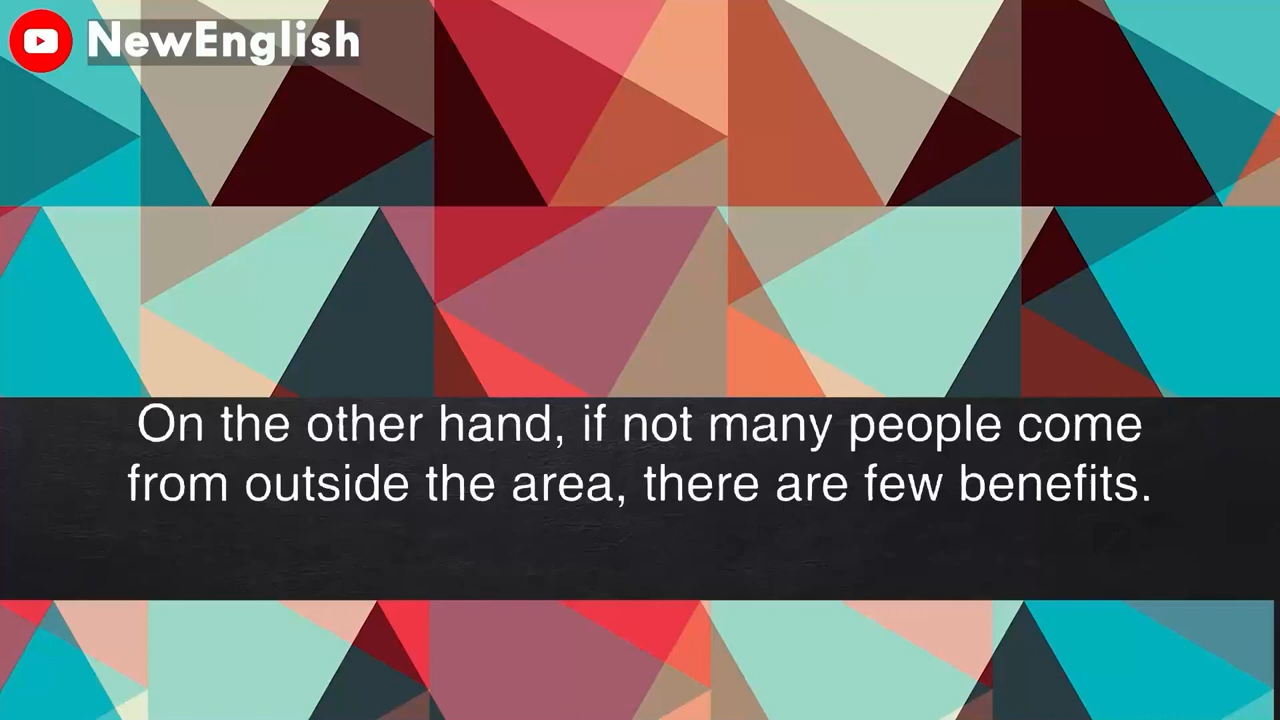 NewEnglish
On the other hand, if not many people come
from outside the area, there are few benefits.